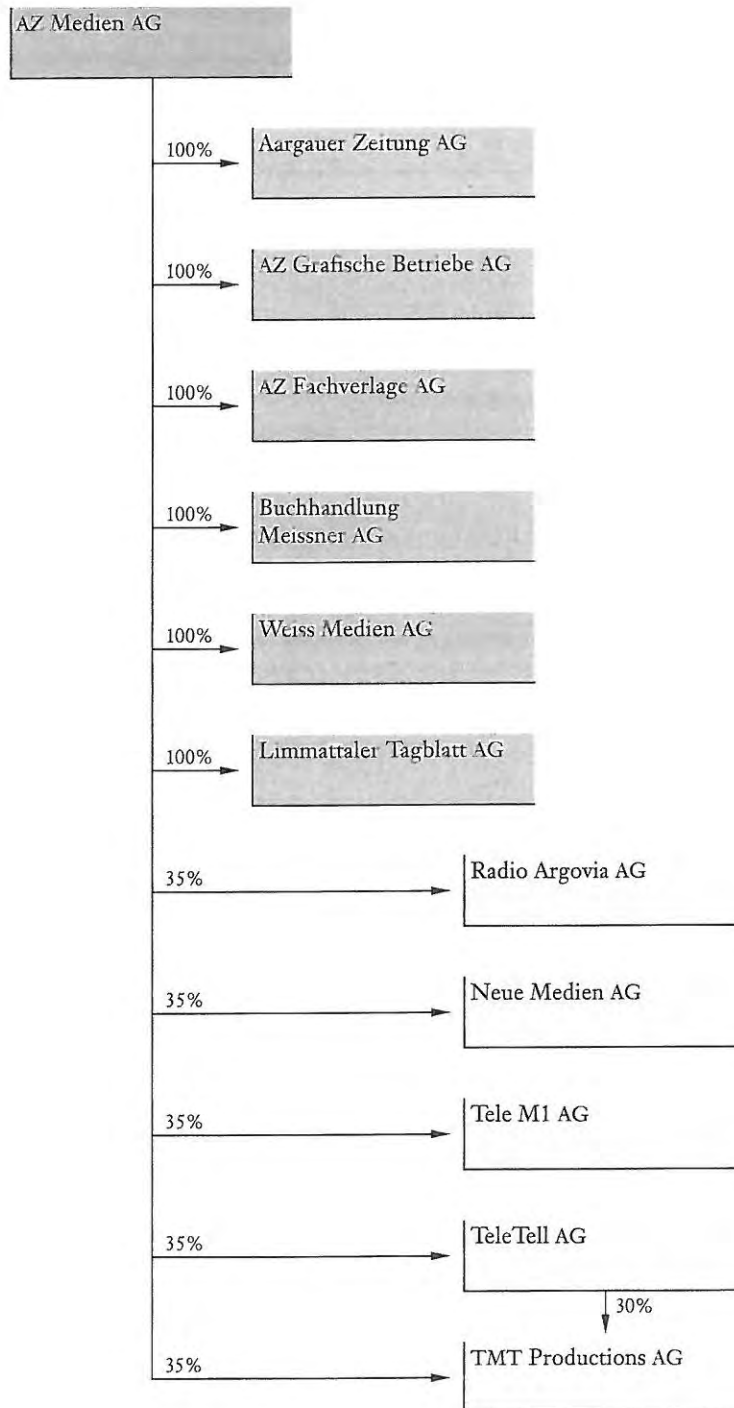 AZ Medien AG
100%
Aargauer Zeitung AG
100%
AZ Grafische Betriebe AG
100%
AZ Fachverlage AG
100%
Buchhandlung
Meissner AG
100%
Weiss Medien AG
100%
Limmattaler Tagblatt AG
35%
Radio Argovia AG
35%
Neue Medien AG
35%
Tele M1 AG
35%
TeleTell AG
30%
35%
TMT Productions AG